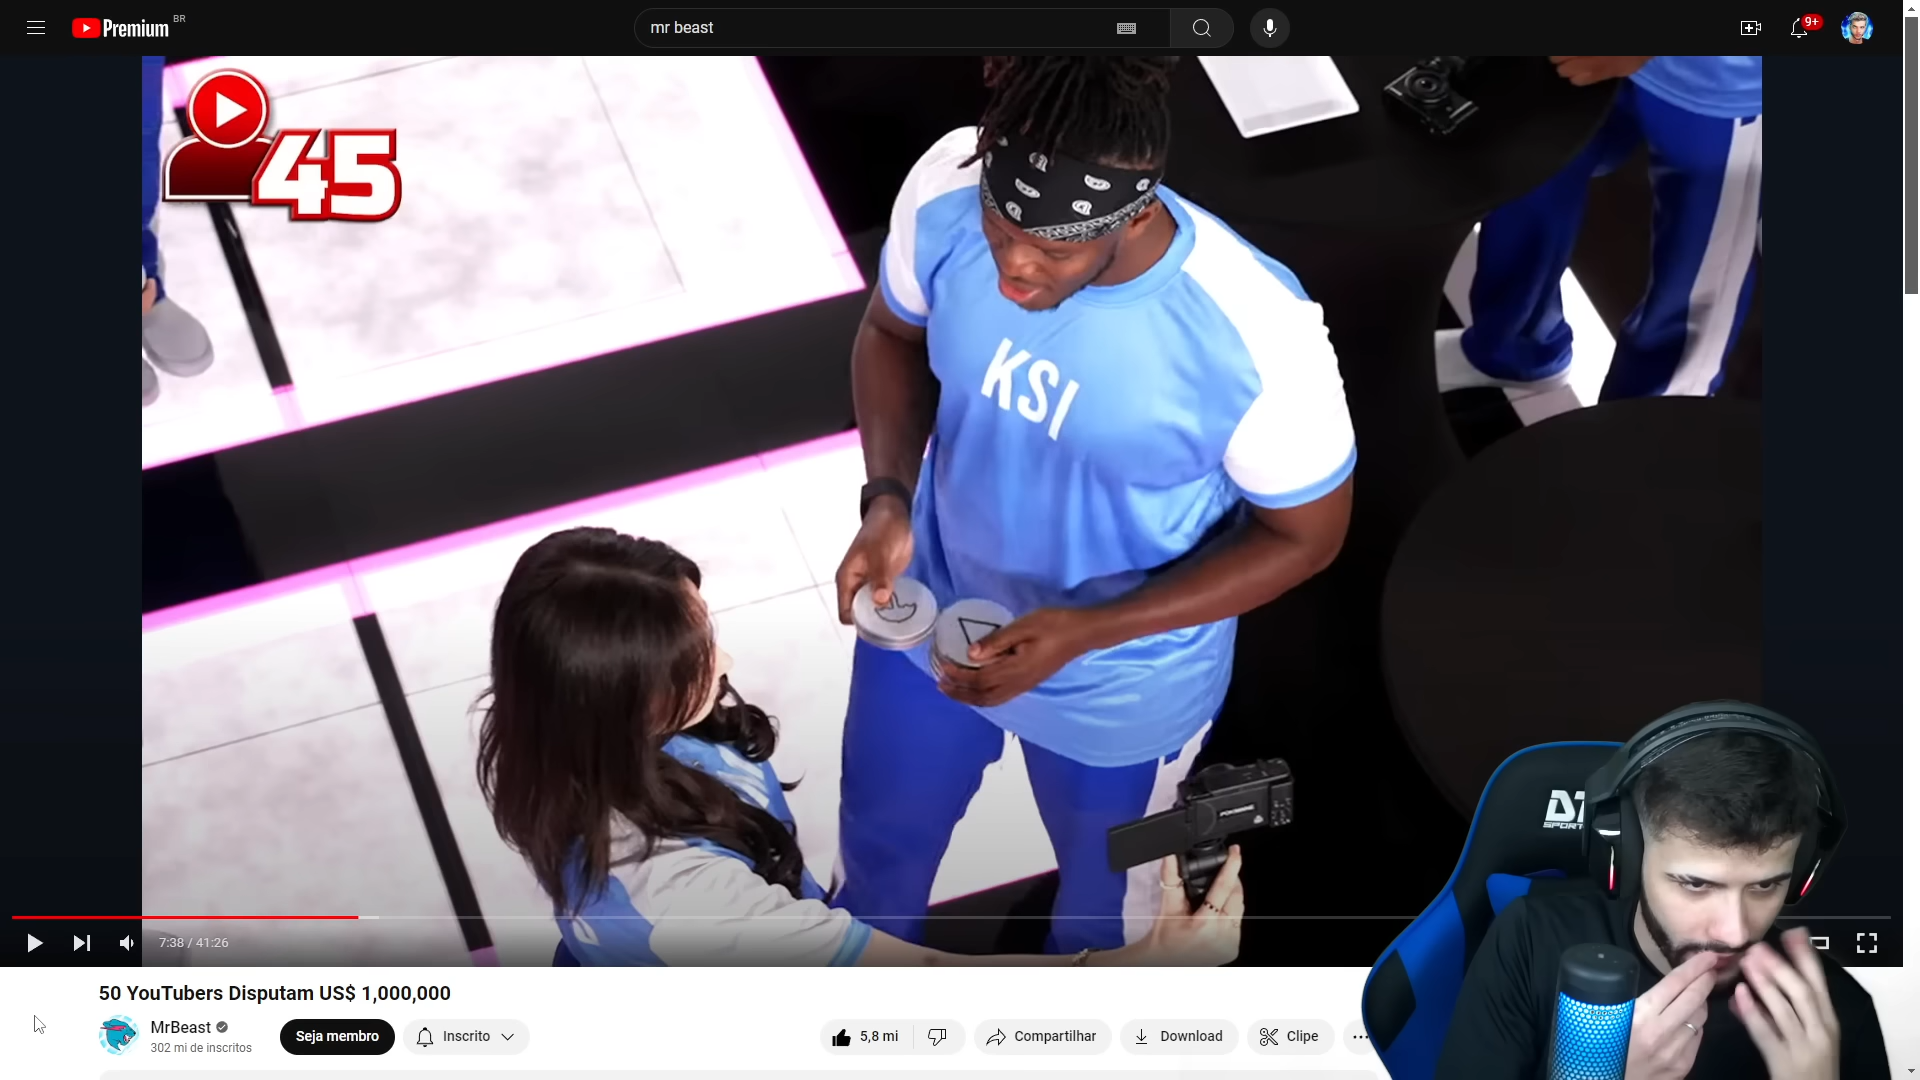 Premium BR
mr beast
9+
45
KSI
7:38 / 41:26
50 YouTubers Disputam US$ 1,000,000
MrBeast
302 mi de inscritos
Seja membro
Inscrito
5,8 mi
Compartilhar
Download
Clipe